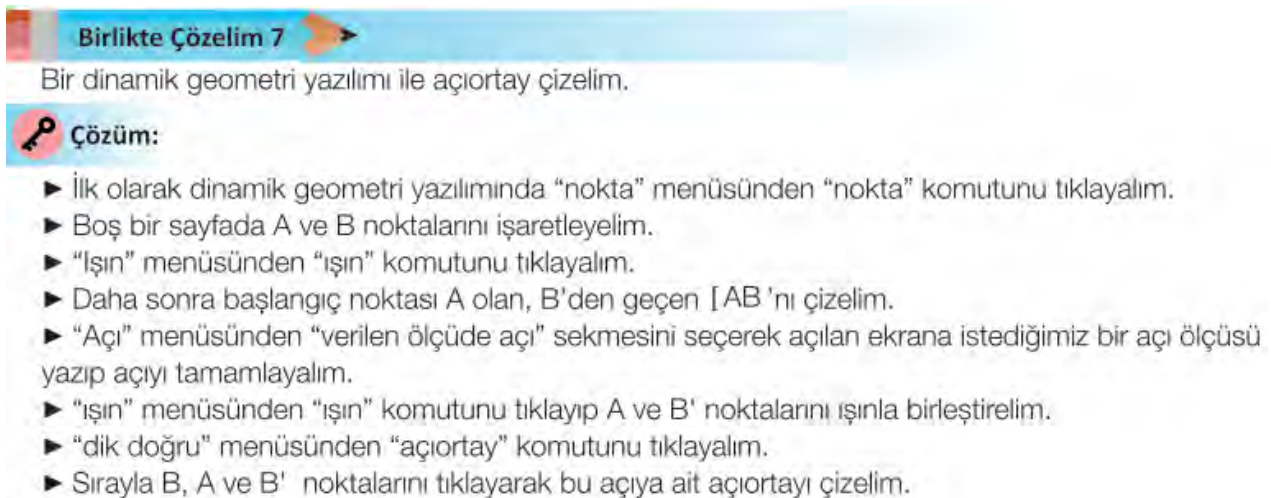 Birlikte Çözelim 7
Bir dinamik geometri yazılımı ile açıortay çizelim.
Çözüm:
► İlk olarak dinamik geometri yazılımında “nokta” menüsünden “nokta” komutunu tıklayalım.
► Boş bir sayfada A ve B noktalarını işaretleyelim.
► “Işın” menüsünden “ışın” komutunu tıklayalım.
► Daha sonra başlangıç noktası A olan, B’den geçen [AB ’nı çizelim.
► “Açı” menüsünden “verilen ölçüde açı” sekmesini seçerek açılan ekrana istediğimiz bir açı ölçüsü
yazıp açıyı tamamlayalım.
► “ışın” menüsünden “ışın” komutunu tıklayıp A ve B' noktalarını ışınla birleştirelim.
► “dik doğru” menüsünden “açıortay” komutunu tıklayalım.
► Sırayla B, A ve B' noktalarını tıklayarak bu açıya ait açıortayı çizelim.